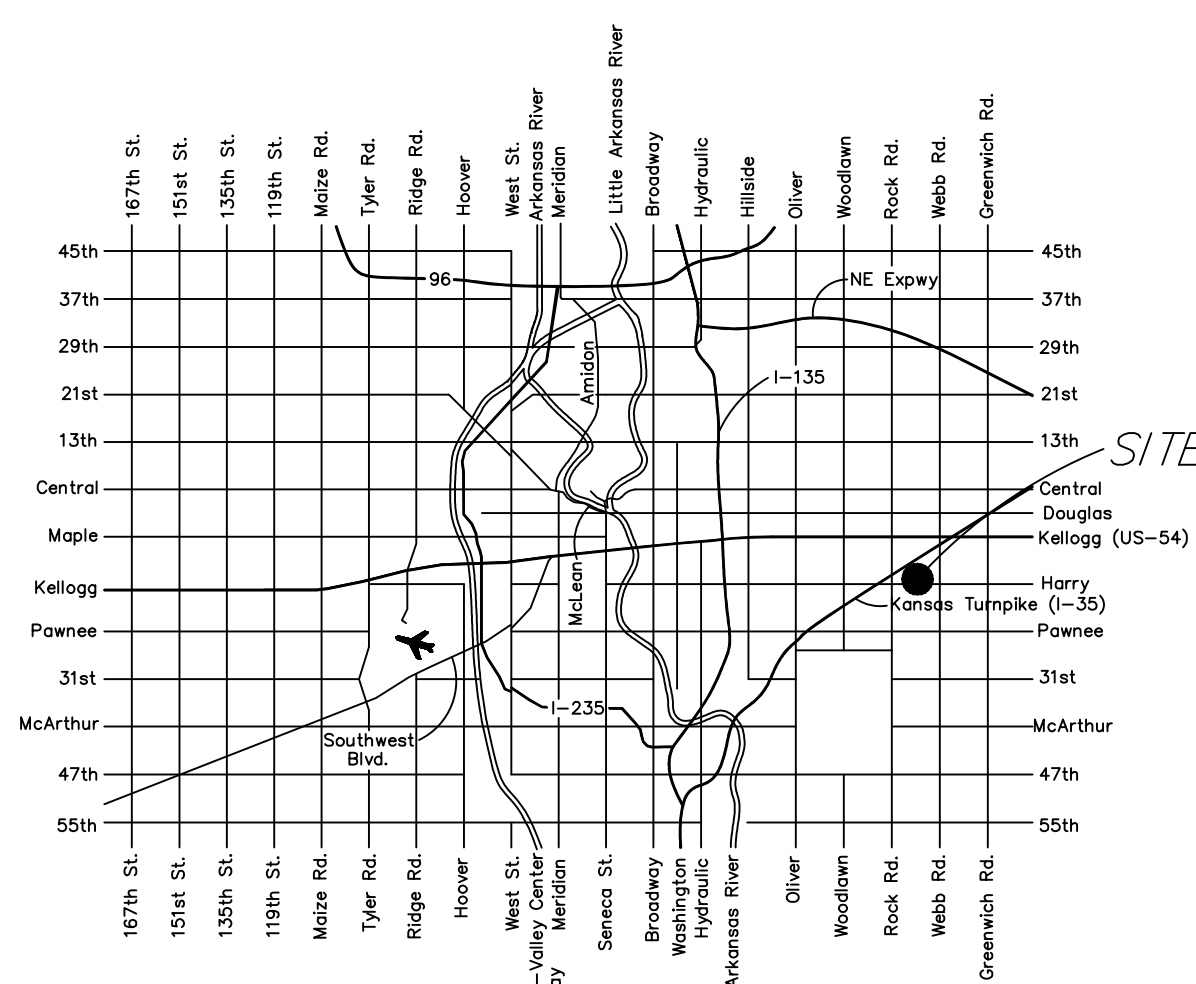 167th St.
151st St.
135th St.
119th St.
Maize Rd.
Tyler Rd.
Ridge Rd.
Hoover
West St.
Arkansas River
Meridian
Little Arkansas River
Broadway
Hydraulic
Hillside
Oliver
Woodlawn
Rock Rd.
Webb Rd.
Greenwich Rd.
45th
45th
96
NE Expwy
37th
37th
29th
29th
Amidon
I-135
21st
21st
13th
13th
SITE
Central
Central
Douglas
Maple
Kellogg (US-54)
McLean
Kellogg
Harry
Kansas Turnpike (I-35)
Pawnee
Pawnee
31st
31st
I-235
McArthur
McArthur
Southwest
Blvd.
47th
47th
55th
55th
167th St.
151st St.
135th St.
119th St.
Maize Rd.
Tyler Rd.
Ridge Rd.
Hoover
West St.
-Valley Center
ay
Meridian
Seneca St.
Broadway
Washington
Hydraulic
Arkansas River
Oliver
Woodlawn
Rock Rd.
Webb Rd.
Greenwich Rd.